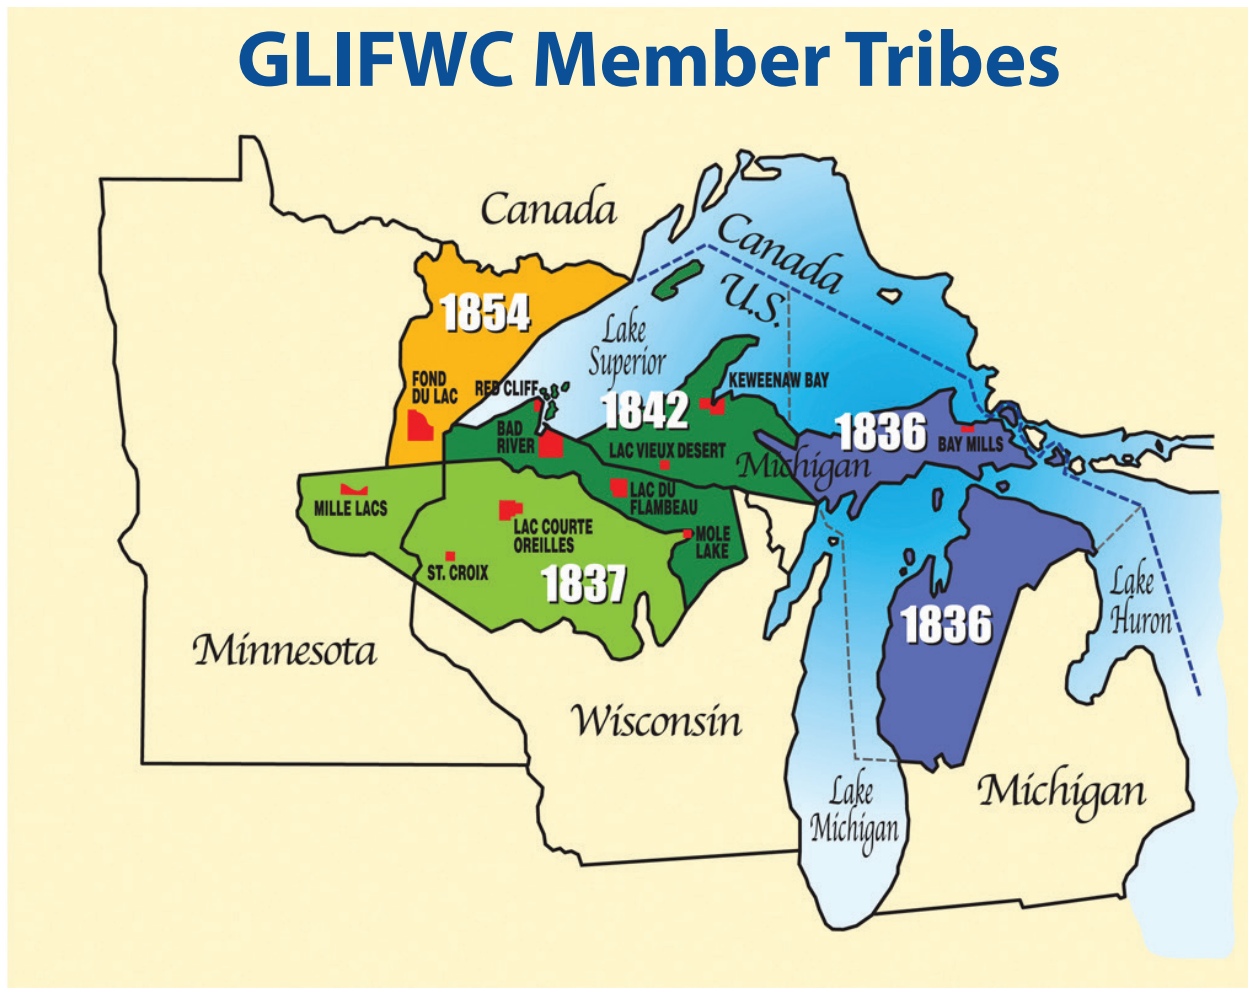 GLIFWC Member Tribes
Canada
Canada
U.S.
1854
Lake
Superior
FOND
DU LAC
RED CLIFF
KEWEENAW BAY
1842
BAD
RIVER
1836
BAY MILLS
LAC VIEUX DESERT
Michigan
MILLE LACS
LAC DU
FLAMBEAU
LAC COURTE
OREILLES
MOLE
LAKE
ST. CROIX
1837
Lake
Huron
1836
Minnesota
Wisconsin
Michigan
Lake
Michigan